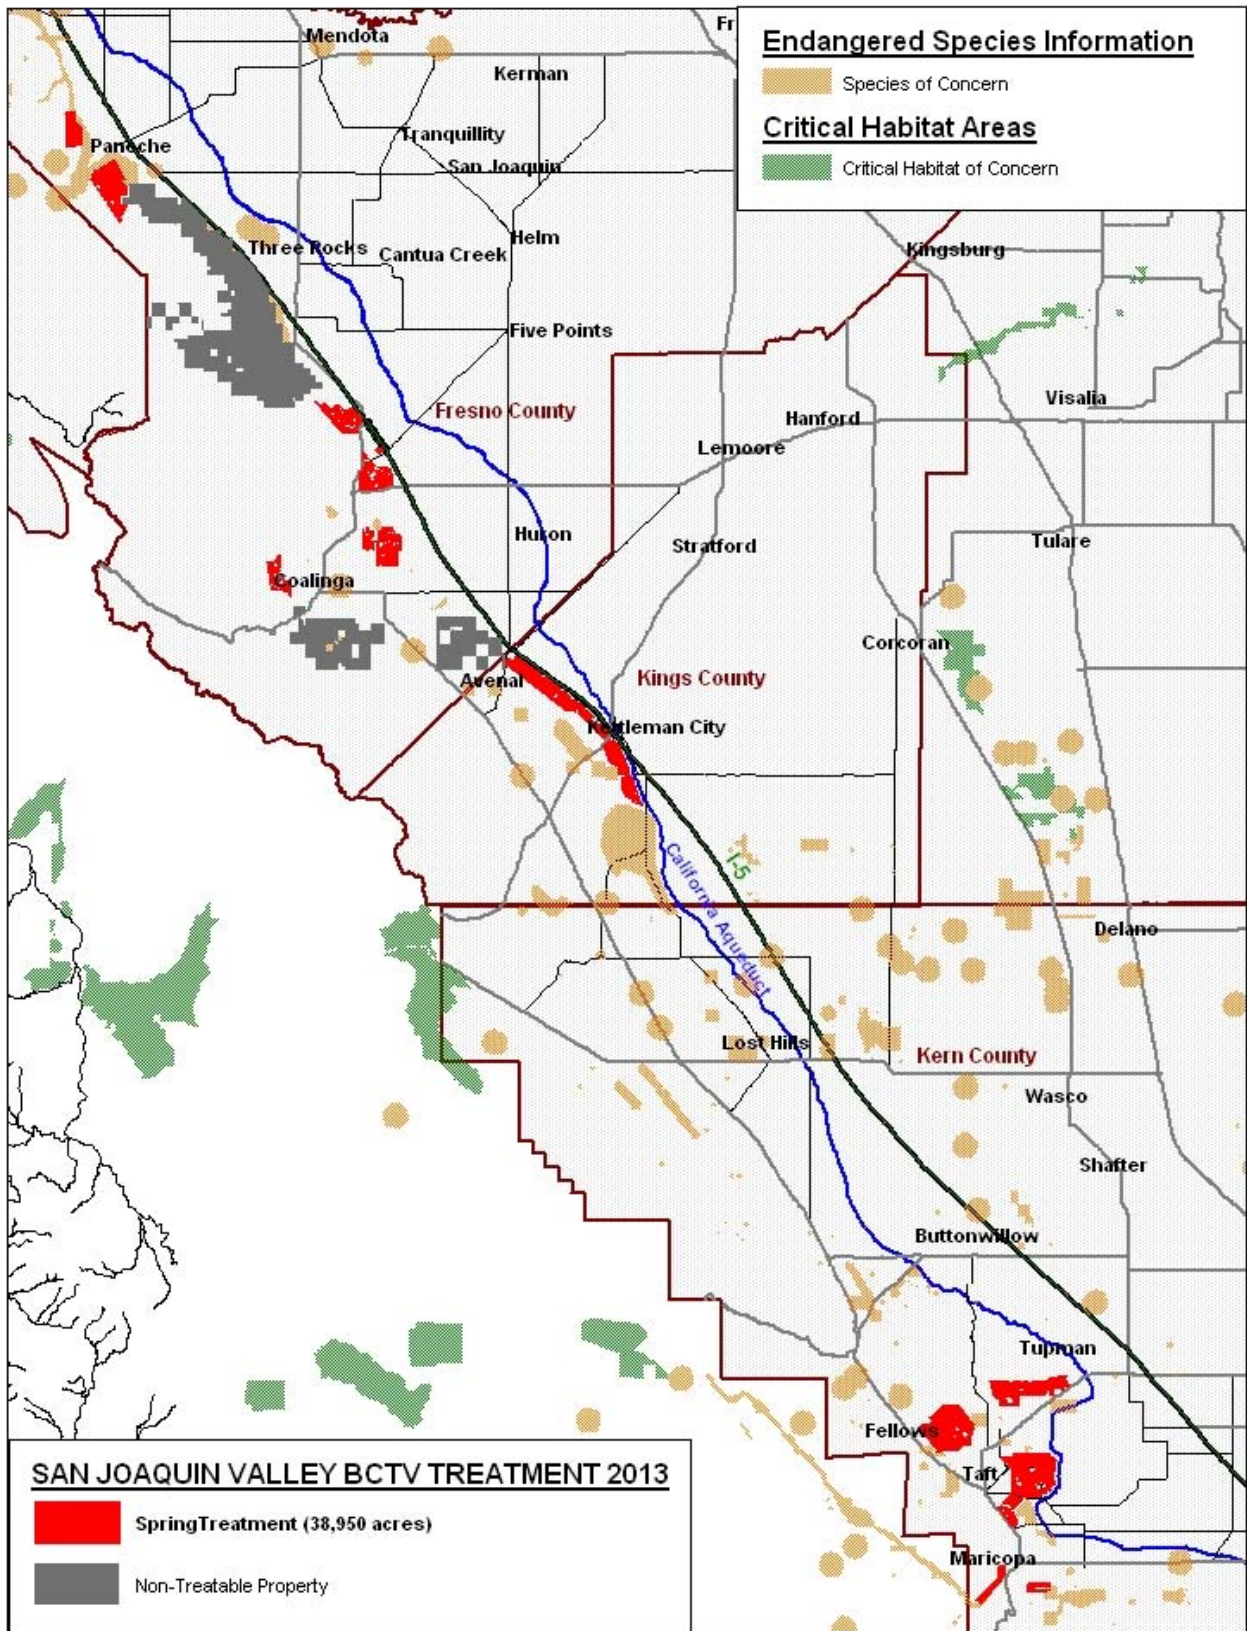 Mendota
Fr
Kerman
Tranquillity
Panoche
San Joaquin
Helm
Three Rocks
Cantua Creek
Kingsburg
Five Points
Visalia
Fresno County
Hanford
Lemoore
Huron
Stratford
Tulare
Coalinga
Corcoran
Avenal
Kings County
Kettleman City
I-5
California Aqueduct
Delano
Lost Hills
Kern County
Wasco
Shafter
Buttonwillow
Tupman
Fellows
Taft
Maricopa
Endangered Species Information
Species of Concern
Critical Habitat Areas
Critical Habitat of Concern
SAN JOAQUIN VALLEY BCTV TREATMENT 2013
SpringTreatment (38,950 acres)
Non-Treatable Property